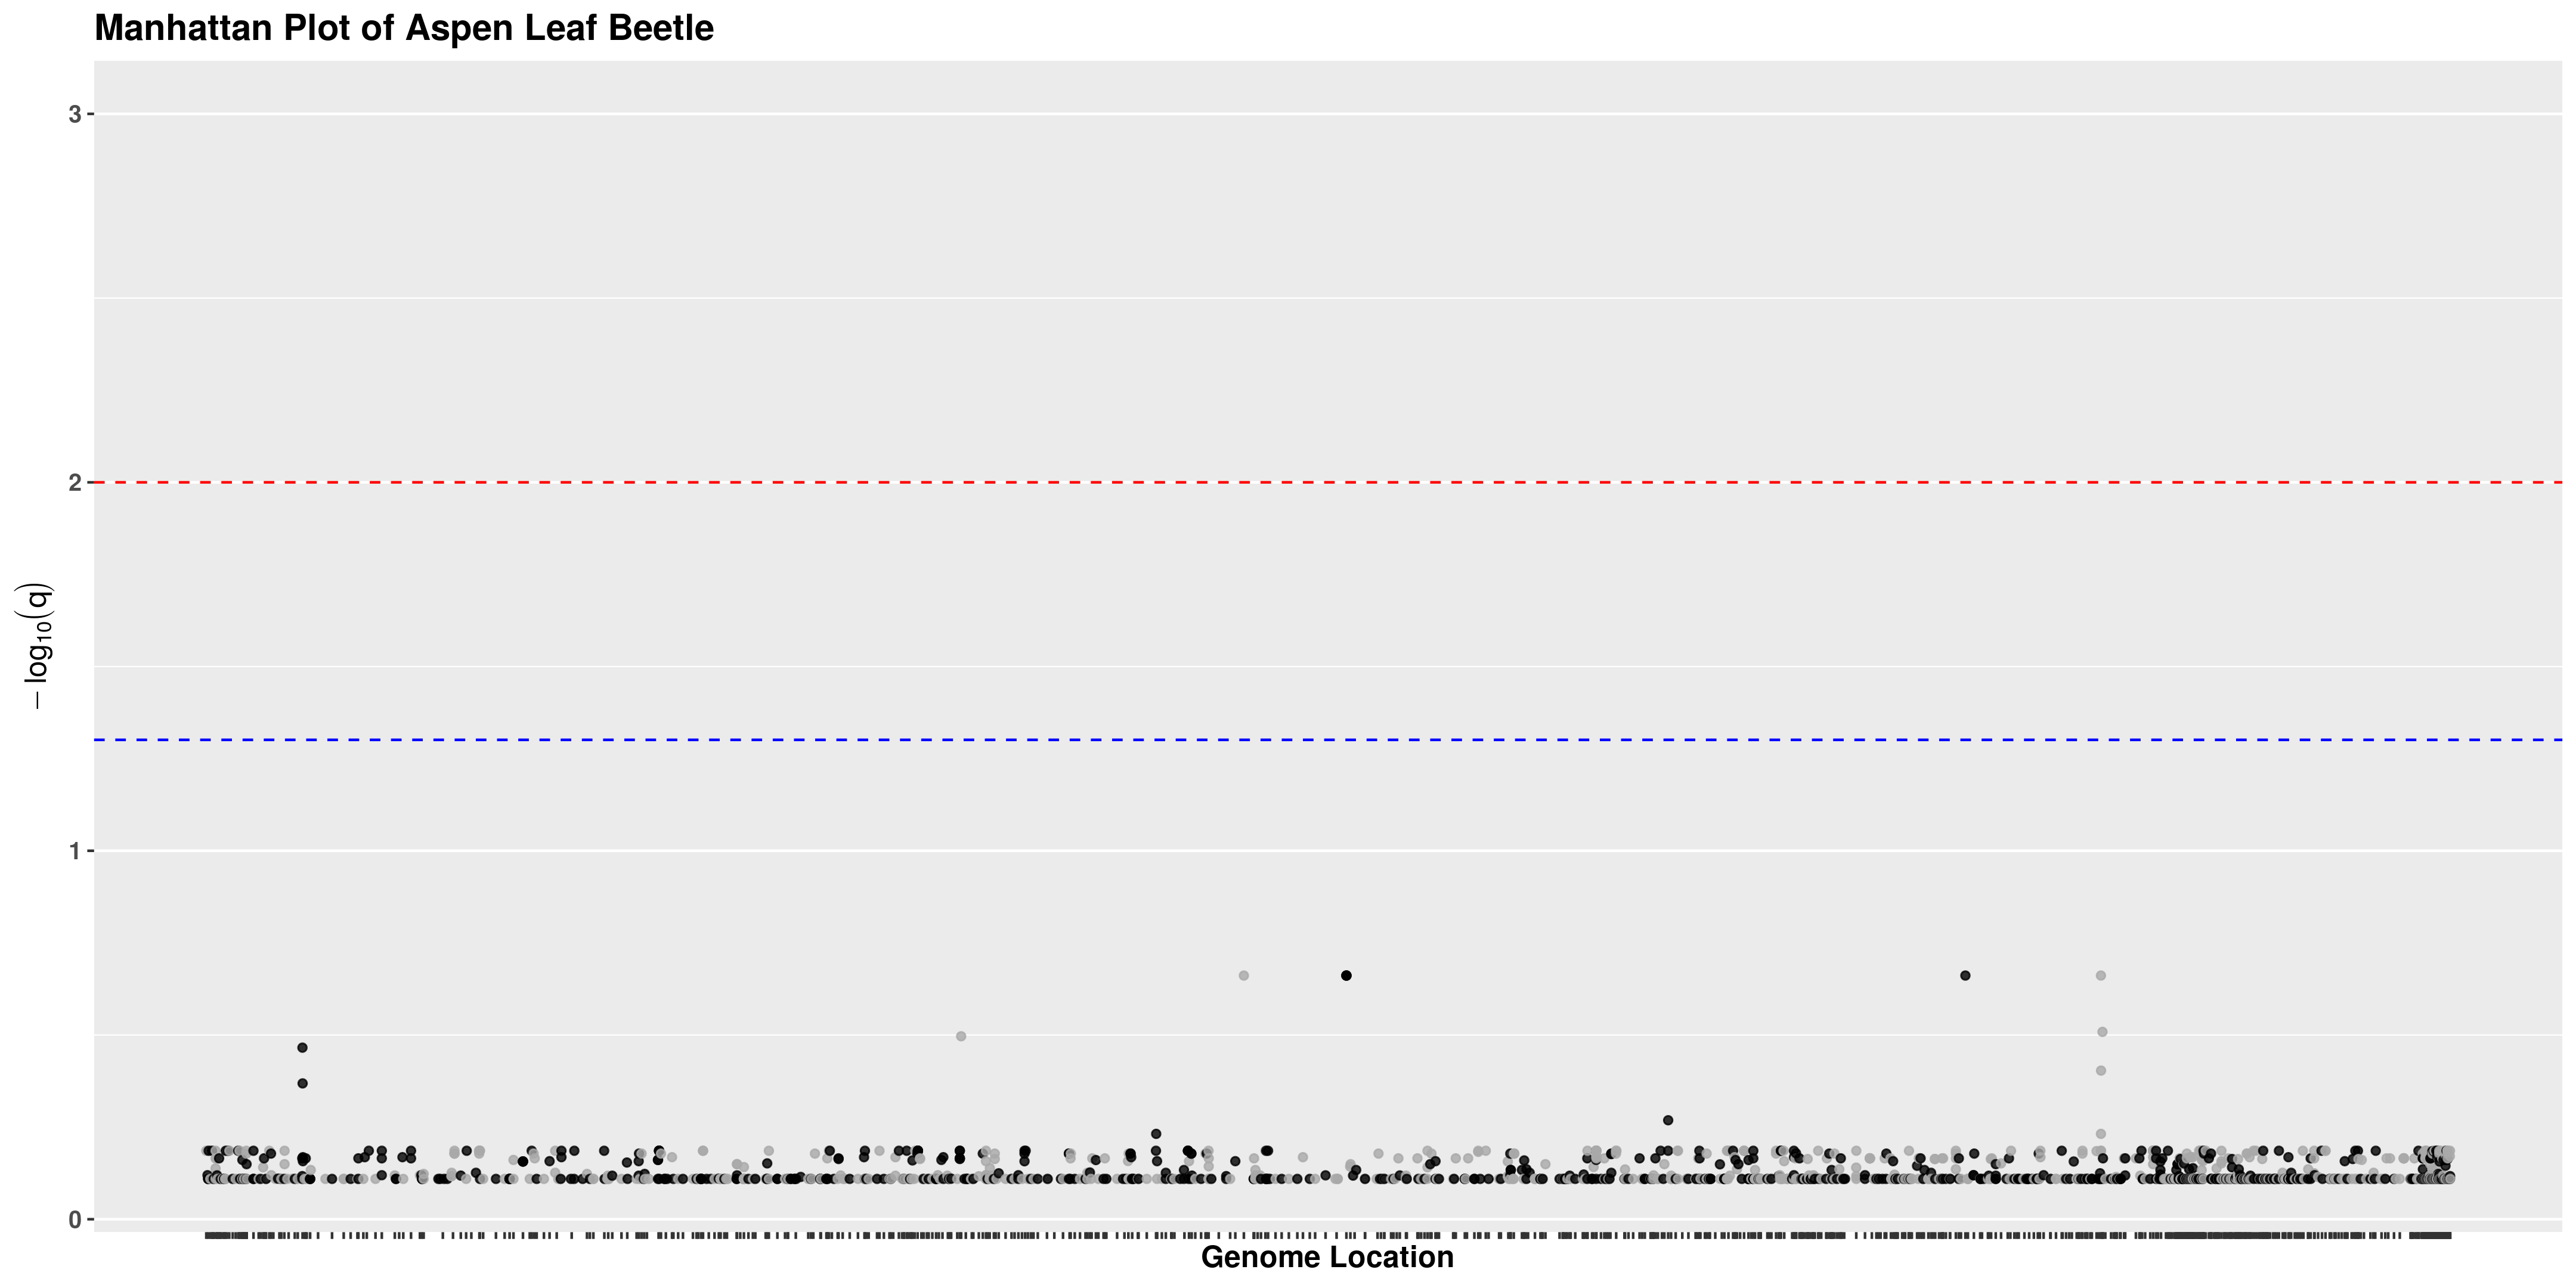 Manhattan Plot of Aspen Leaf Beetle
3
2
1
0
−log10(q)
Genome Location